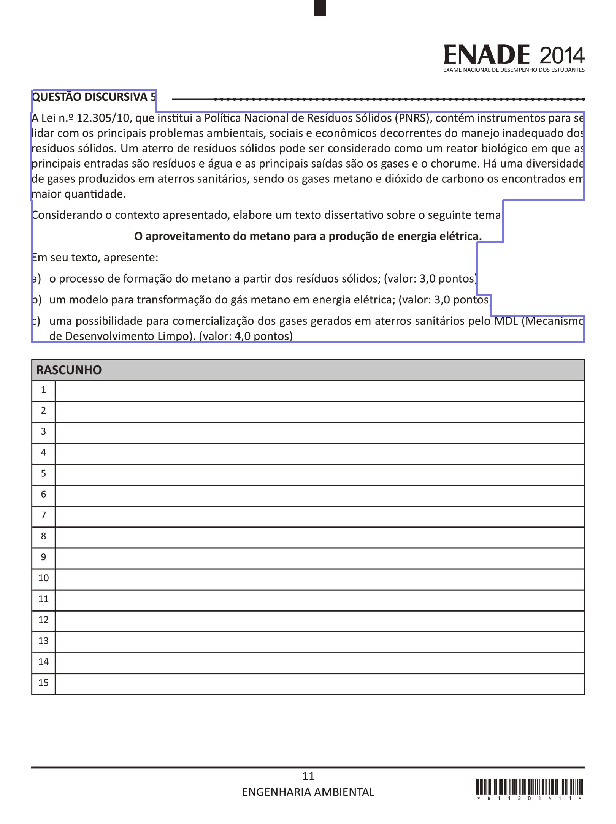 ENADE 2014
EXAME NACIONAL DE DESEMPENHO DOS ESTUDANTES
QUESTÃO DISCURSIVA 5
A Lei n.º 12.305/10, que institui a Política Nacional de Resíduos Sólidos (PNRS), contém instrumentos para se
lidar com os principais problemas ambientais, sociais e econômicos decorrentes do manejo inadequado dos
resíduos sólidos. Um aterro de resíduos sólidos pode ser considerado como um reator biológico em que as
principais entradas são resíduos e água e as principais saídas são os gases e o chorume. Há uma diversidade
de gases produzidos em aterros sanitários, sendo os gases metano e dióxido de carbono os encontrados em
maior quantidade.
Considerando o contexto apresentado, elabore um texto dissertativo sobre o seguinte tema
O aproveitamento do metano para a produção de energia elétrica.
Em seu texto, apresente:
a) o processo de formação do metano a partir dos resíduos sólidos; (valor: 3,0 pontos)
b) um modelo para transformação do gás metano em energia elétrica; (valor: 3,0 pontos)
c) uma possibilidade para comercialização dos gases gerados em aterros sanitários pelo MDL (Mecanismo
de Desenvolvimento Limpo). (valor: 4,0 pontos)
RASCUNHO
1
2
3
4
5
6
7
8
9
10
11
12
13
14
15
11
ENGENHARIA AMBIENTAL